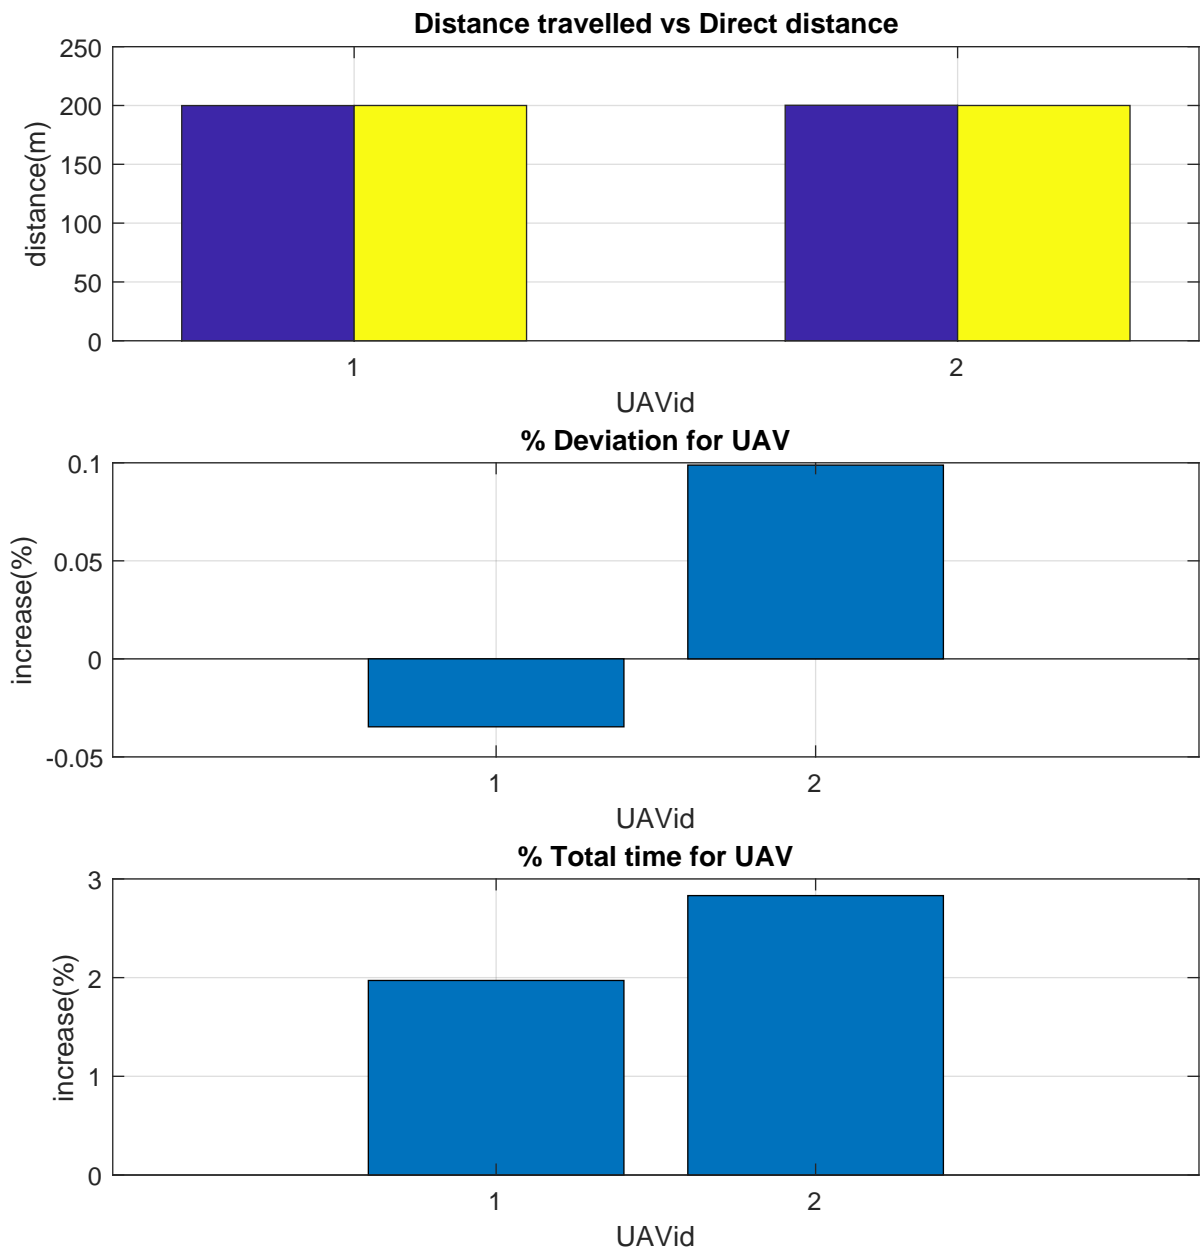 Distance travelled vs Direct distance
250
200
150
100
50
0
distance(m)
1 2
UAVid
% Deviation for UAV
0.1
0.05
0
-0.05
increase(%)
1 2
UAVid
% Total time for UAV
3
2
1
0
increase(%)
1 2
UAVid